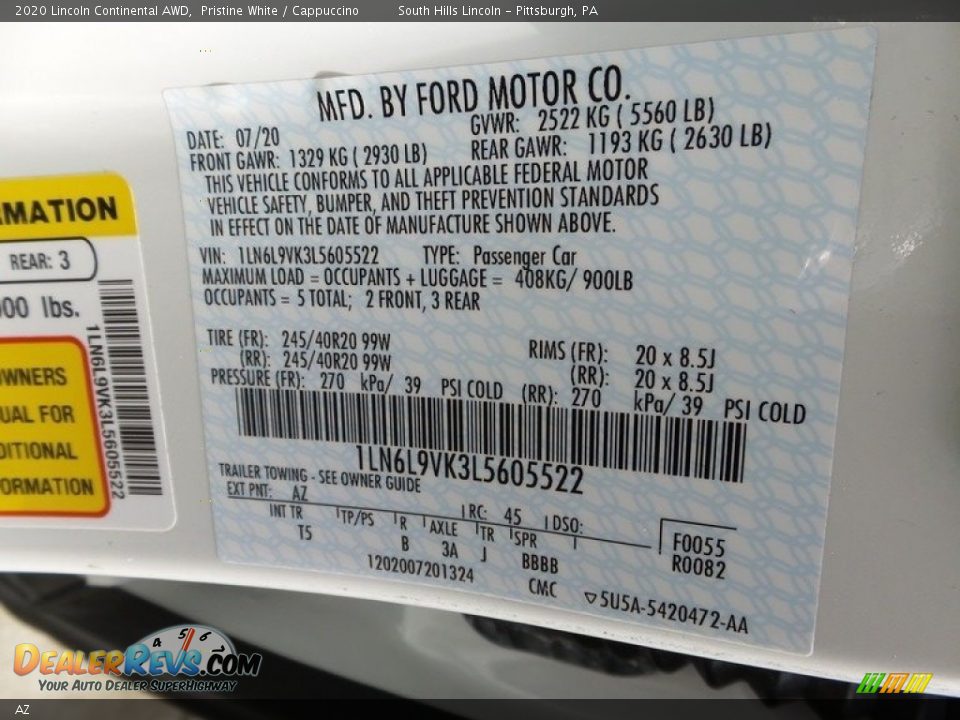 2020 Lincoln Continental AWD, Pristine White / Cappuccino South Hills Lincoln - Pittsburgh, PA
MFD. BY FORD MOTOR CO.
DATE: 07/20 GVWR: 2522 KG ( 5560 LB)
FRONT GAWR: 1329 KG ( 2930 LB) REAR GAWR: 1193 KG ( 2630 LB)
THIS VEHICLE CONFORMS TO ALL APPLICABLE FEDERAL MOTOR
VEHICLE SAFETY, BUMPER, AND THEFT PREVENTION STANDARDS
IN EFFECT ON THE DATE OF MANUFACTURE SHOWN ABOVE.
VIN: 1LN6L9VK3L5605522 TYPE: Passenger Car
MAXIMUM LOAD = OCCUPANTS + LUGGAGE = 408KG/ 900LB
OCCUPANTS = 5 TOTAL; 2 FRONT, 3 REAR
TIRE (FR): 245/40R20 99W RIMS (FR): 20 x 8.5J
(RR): 245/40R20 99W (RR): 20 x 8.5J
PRESSURE (FR): 270 kPa/ 39 PSI COLD (RR): 270 kPa/ 39 PSI COLD
1LN6L9VK3L5605522
TRAILER TOWING - SEE OWNER GUIDE
EXT PNT: AZ RC: 45 DSO:
INT TR TP/PS R AXLE TR SPR
T5 B 3A J BBBB
F0055
R0082
1202007201324 CMC
▽5U5A-5420472-AA
RMATION
REAR: 3
00 lbs.
1LN6L9VK3L5605522
OWNERS
UAL FOR
DITIONAL
ORMATION
4 5 6
DEALERREVS.COM
YOUR AUTO DEALER SUPERHIGHWAY
AZ